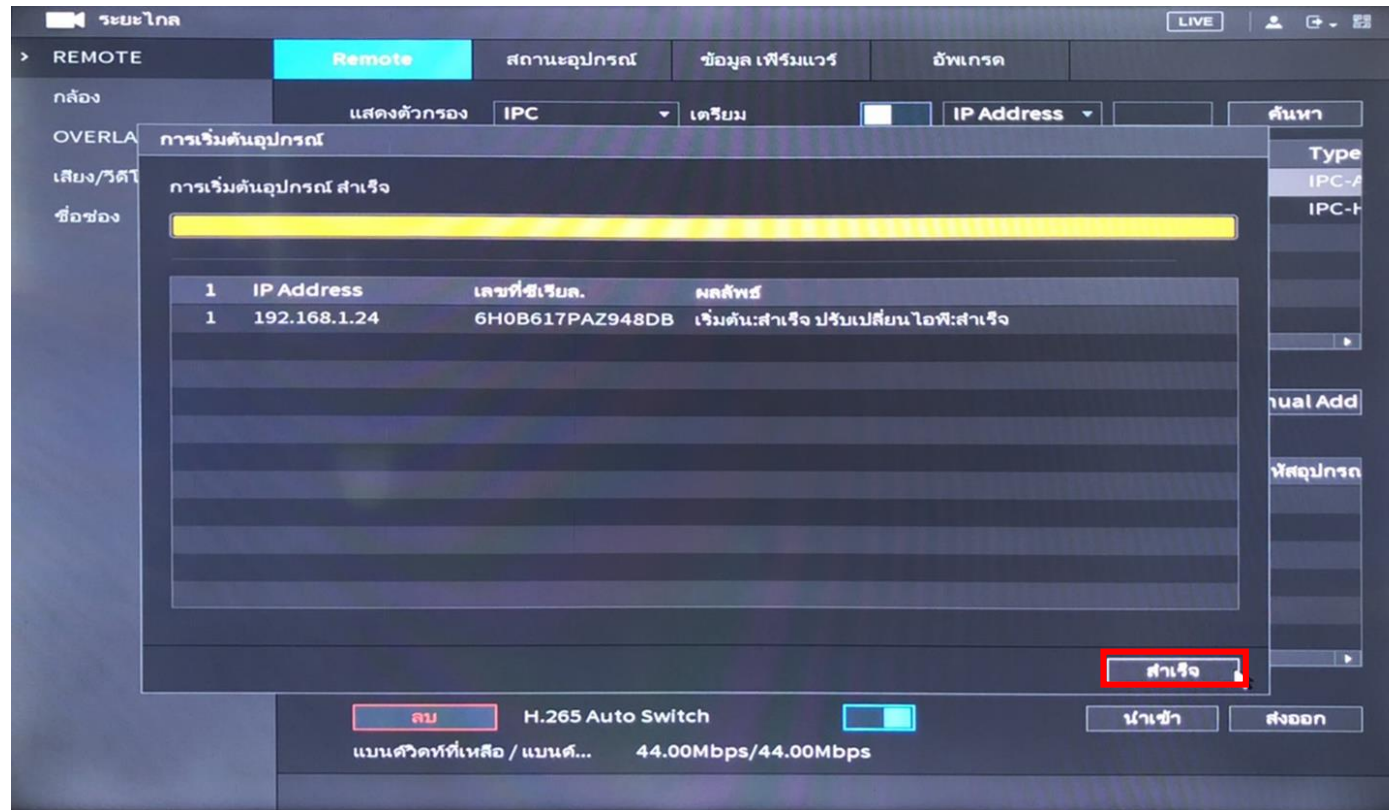 ระยะไกล LIVE
REMOTE Remote สถานะอุปกรณ์ ข้อมูล เฟิร์มแวร์ อัพเกรด
กล้อง
แสดงตัวกรอง IPC เตรียม IP Address ค้นหา
OVERLA
การเริ่มต้นอุปกรณ์
Type
เสียง/วิดีโ
การเริ่มต้นอุปกรณ์ สำเร็จ
IPC-A
ชื่อช่อง
IPC-H
1 IP Address เลขที่ซีเรียล. ผลลัพธ์
1 192.168.1.24 6H0B617PAZ948DB เริ่มต้น:สำเร็จ ปรับเปลี่ยน ไอพี:สำเร็จ
nual Add
หัสอุปกรณ
สำเร็จ
ลบ H.265 Auto Switch นำเข้า ส่งออก
แบนด์วิดท์ที่เหลือ / แบนด์... 44.00Mbps/44.00Mbps